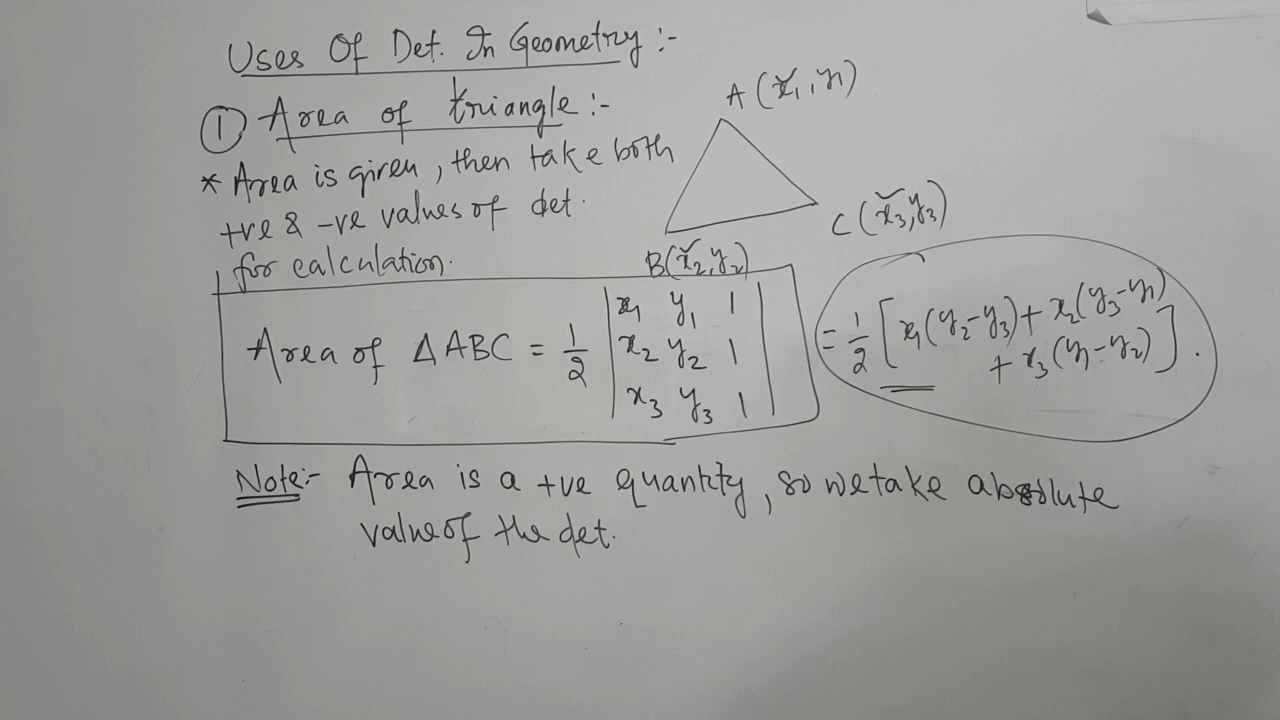 Uses Of Det. In Geometry :-
① Area of triangle :-
A (x₁, y₁)
* Area is given, then take both
+ve & -ve values of det.
for calculation.
C (x₃, y₃)
B (x₂, y₂)
Area of ΔABC = 1/2 | x₁ y₁ 1 |
| x₂ y₂ 1 |
| x₃ y₃ 1 |
= 1/2 [ x₁(y₂-y₃) + x₂(y₃-y₁)
+ x₃(y₁-y₂) ].
Note:- Area is a +ve quantity, so we take absolute
value of the det.